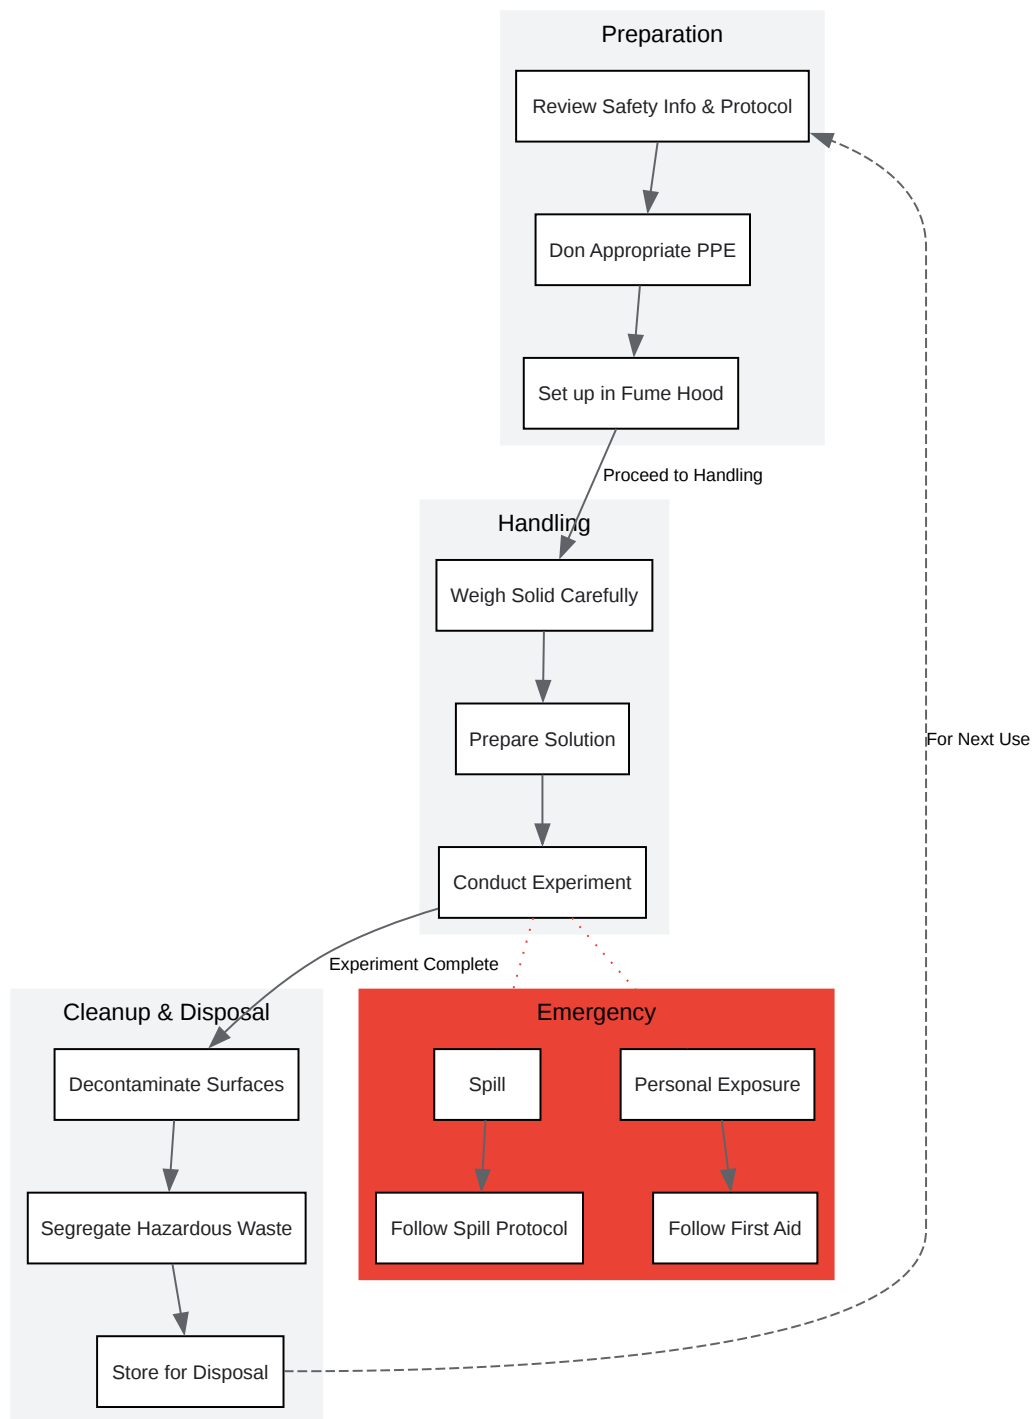 Preparation
Review Safety Info & Protocol
Don Appropriate PPE
Set up in Fume Hood
Proceed to Handling
Handling
Weigh Solid Carefully
Prepare Solution
For Next Use
Conduct Experiment
Experiment Complete
Cleanup & Disposal
Decontaminate Surfaces
Segregate Hazardous Waste
Store for Disposal
Emergency
Spill
Personal Exposure
Follow Spill Protocol
Follow First Aid